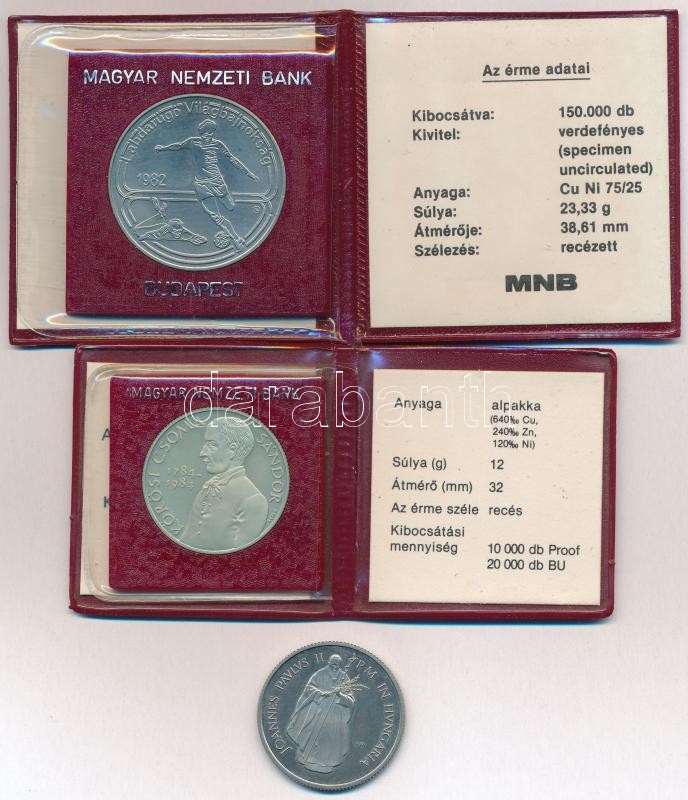 MAGYAR NEMZETI BANK
Labdarúgó Világbajnokság
1982
BUDAPEST
Az érme adatai
Kibocsátva: 150.000 db
Kivitel: verdefényes
(specimen
uncirculated)
Anyaga: Cu Ni 75/25
Súlya: 23,33 g
Átmérője: 38,61 mm
Szélezés: recézett
MNB
darabanth
MAGYAR NEMZETI BANK
KŐRÖSI CSOMA SÁNDOR
1784-
1984
Anyaga alpakka
(640‰ Cu,
240‰ Zn,
120‰ Ni)
Súlya (g) 12
Átmérő (mm) 32
Az érme széle recés
Kibocsátási
mennyiség 10 000 db Proof
20 000 db BU
JOANNES PAVLVS II P.M. IN HVNGARIA